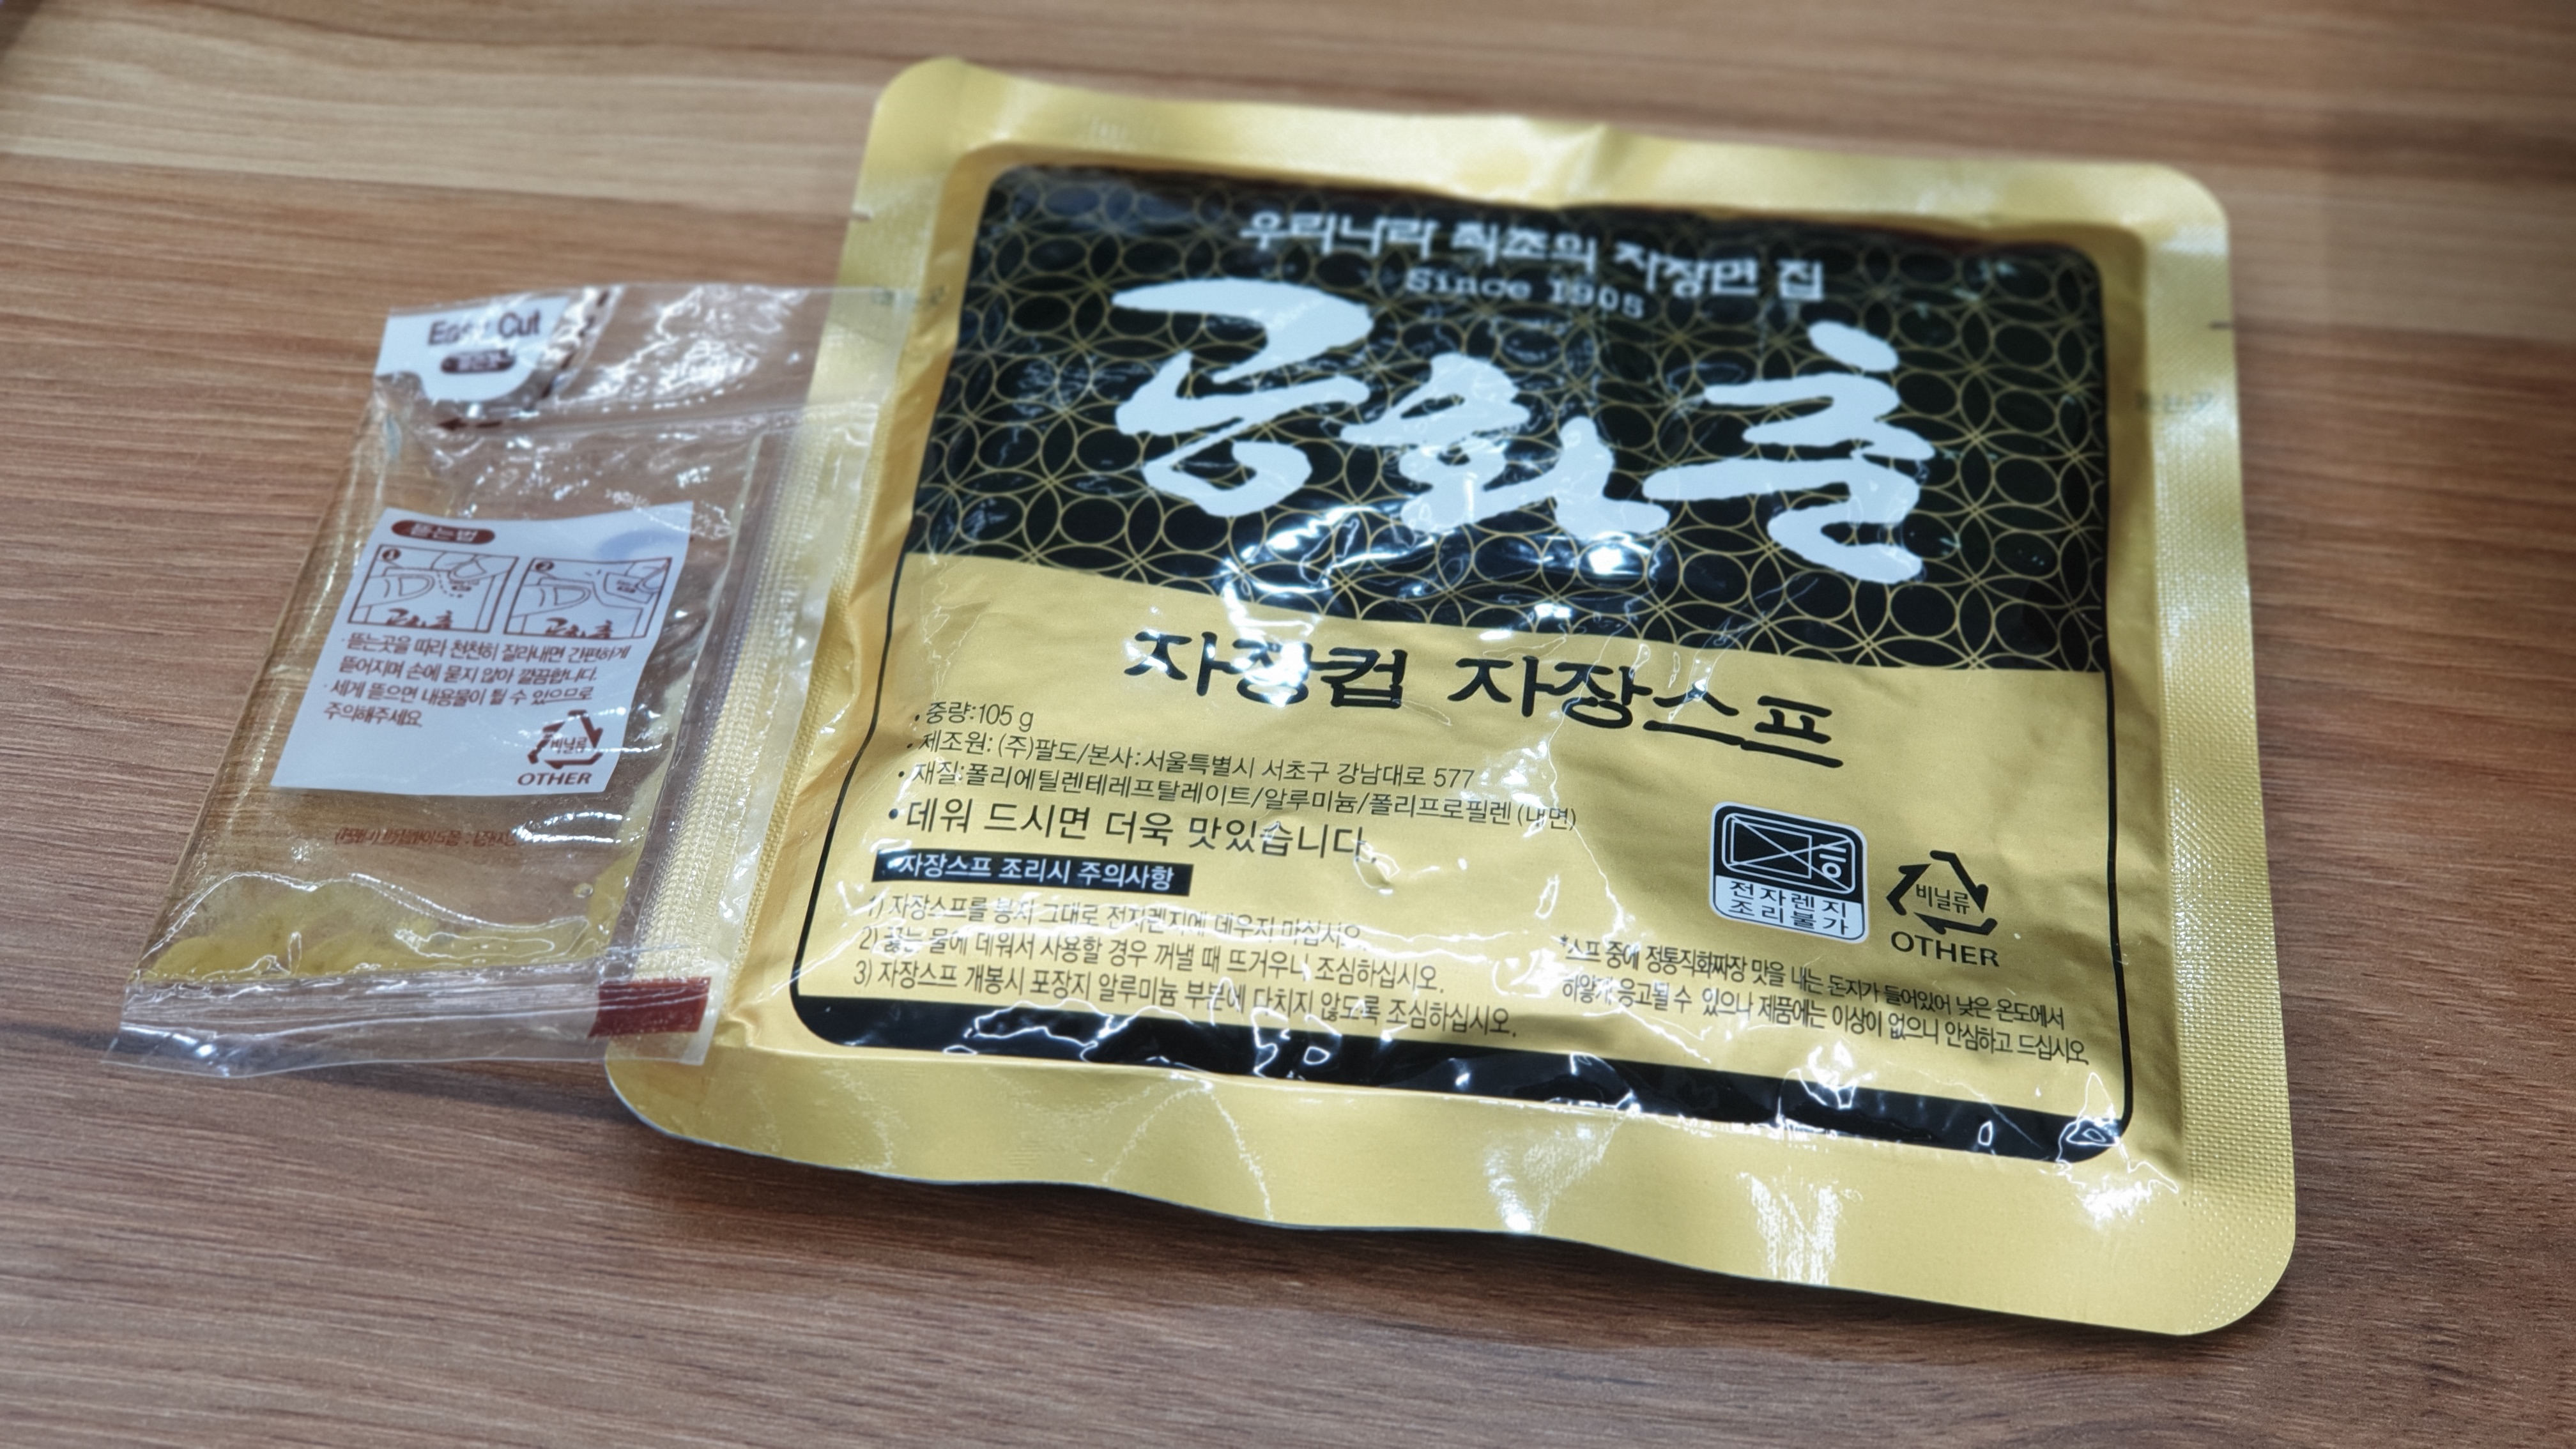 Easy Cut
뜯는법
1
2
공화춘
공화춘
· 뜯는곳을 따라 천천히 잘라내면 간편하게
뜯어지며 손에 묻지 않아 깔끔합니다.
· 세게 뜯으면 내용물이 튈 수 있으므로
주의해주세요.
비닐류
OTHER
우리나라 최초의 자장면 집
Since 1905
공화춘
자장컵 자장스프
• 중량:105 g
• 제조원: (주)팔도/본사:서울특별시 서초구 강남대로 577
• 재질:폴리에틸렌테레프탈레이트/알루미늄/폴리프로필렌(내면)
• 데워 드시면 더욱 맛있습니다.
자장스프 조리시 주의사항
1) 자장스프를 봉지 그대로 전자렌지에 데우지 마십시오.
2) 끓는 물에 데워서 사용할 경우 꺼낼 때 뜨거우니 조심하십시오.
3) 자장스프 개봉시 포장지 알루미늄 부분에 다치지 않도록 조심하십시오.
전자렌지
조리불가
비닐류
OTHER
*스프 중에 정통직화짜장 맛을 내는 돈지가 들어있어 낮은 온도에서
하얗게 응고될 수 있으나 제품에는 이상이 없으니 안심하고 드십시오.